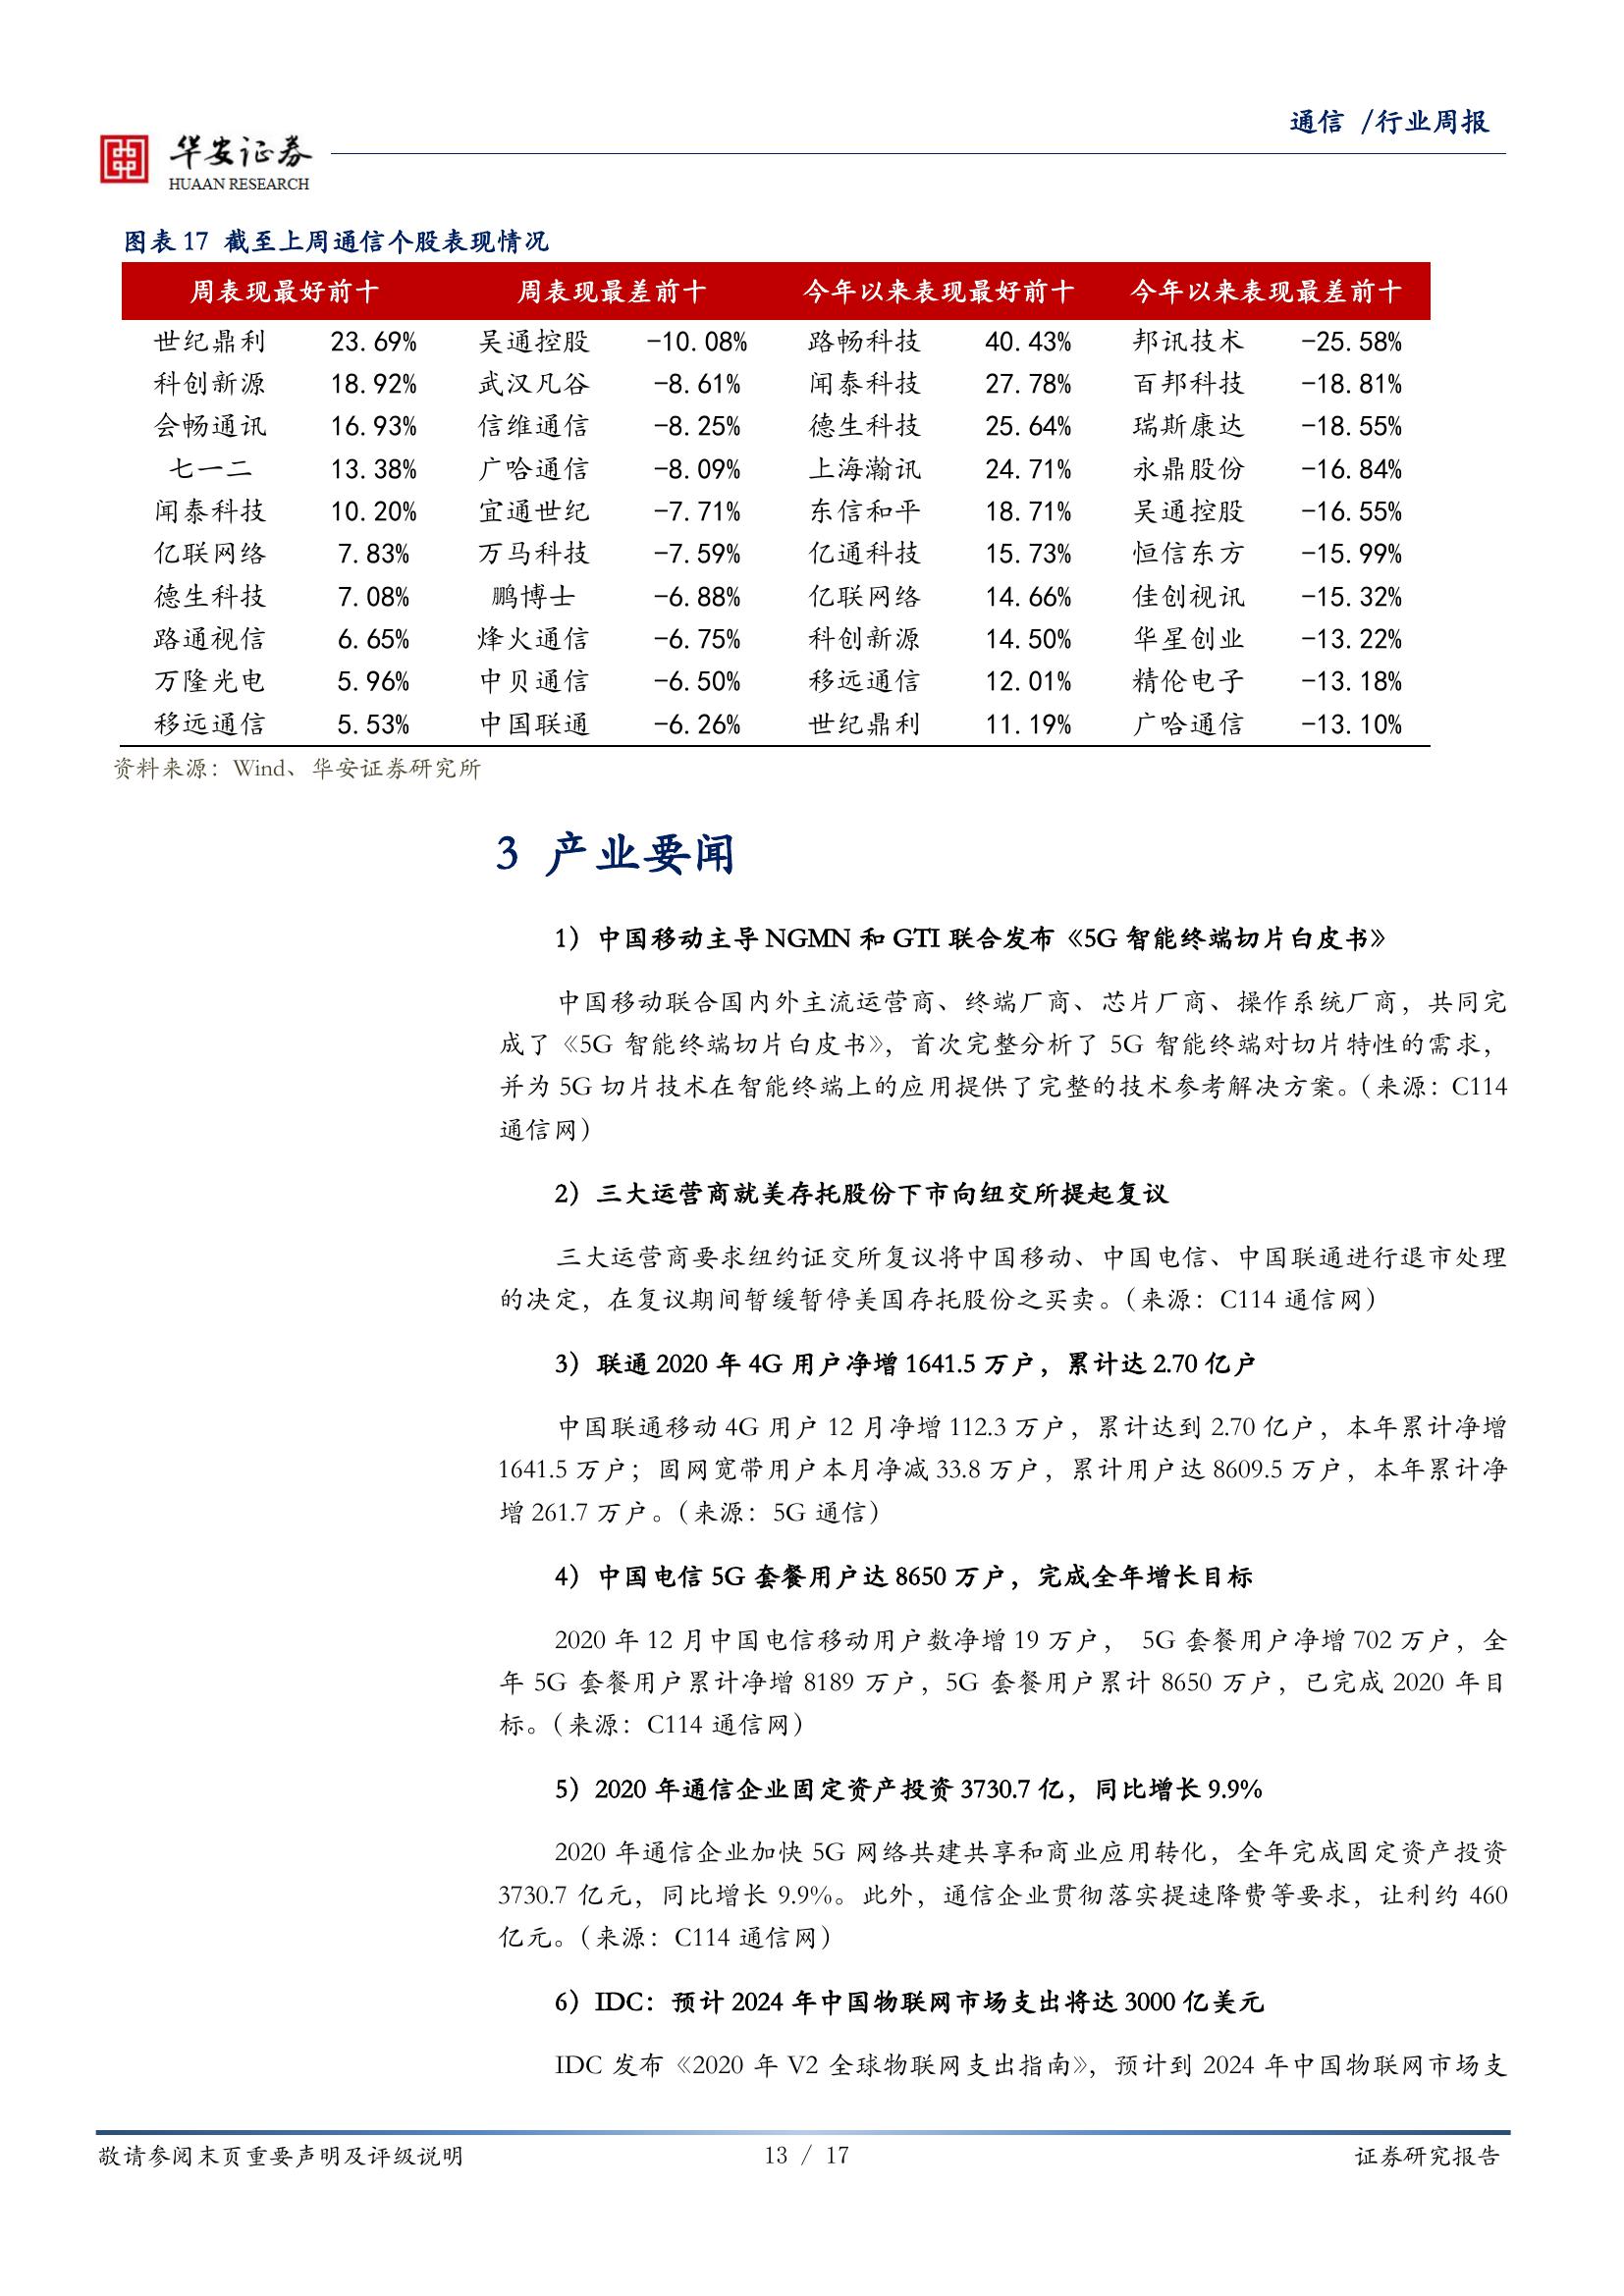 通信 /行业周报
华安证券
HUAAN RESEARCH
图表 17 截至上周通信个股表现情况
周表现最好前十 周表现最差前十 今年以来表现最好前十 今年以来表现最差前十
世纪鼎利 23.69% 吴通控股 -10.08% 路畅科技 40.43% 邦讯技术 -25.58%
科创新源 18.92% 武汉凡谷 -8.61% 闻泰科技 27.78% 百邦科技 -18.81%
会畅通讯 16.93% 信维通信 -8.25% 德生科技 25.64% 瑞斯康达 -18.55%
七一二 13.38% 广哈通信 -8.09% 上海瀚讯 24.71% 永鼎股份 -16.84%
闻泰科技 10.20% 宜通世纪 -7.71% 东信和平 18.71% 吴通控股 -16.55%
亿联网络 7.83% 万马科技 -7.59% 亿通科技 15.73% 恒信东方 -15.99%
德生科技 7.08% 鹏博士 -6.88% 亿联网络 14.66% 佳创视讯 -15.32%
路通视信 6.65% 烽火通信 -6.75% 科创新源 14.50% 华星创业 -13.22%
万隆光电 5.96% 中贝通信 -6.50% 移远通信 12.01% 精伦电子 -13.18%
移远通信 5.53% 中国联通 -6.26% 世纪鼎利 11.19% 广哈通信 -13.10%
资料来源：Wind、华安证券研究所
3 产业要闻
1）中国移动主导 NGMN 和 GTI 联合发布《5G 智能终端切片白皮书》
中国移动联合国内外主流运营商、终端厂商、芯片厂商、操作系统厂商，共同完
成了《5G 智能终端切片白皮书》，首次完整分析了 5G 智能终端对切片特性的需求，
并为 5G 切片技术在智能终端上的应用提供了完整的技术参考解决方案。（来源：C114
通信网）
2）三大运营商就美存托股份下市向纽交所提起复议
三大运营商要求纽约证交所复议将中国移动、中国电信、中国联通进行退市处理
的决定，在复议期间暂缓暂停美国存托股份之买卖。（来源：C114 通信网）
3）联通 2020 年 4G 用户净增 1641.5 万户，累计达 2.70 亿户
中国联通移动 4G 用户 12 月净增 112.3 万户，累计达到 2.70 亿户，本年累计净增
1641.5 万户；固网宽带用户本月净减 33.8 万户，累计用户达 8609.5 万户，本年累计净
增 261.7 万户。（来源：5G 通信）
4）中国电信 5G 套餐用户达 8650 万户，完成全年增长目标
2020 年 12 月中国电信移动用户数净增 19 万户， 5G 套餐用户净增 702 万户，全
年 5G 套餐用户累计净增 8189 万户，5G 套餐用户累计 8650 万户，已完成 2020 年目
标。（来源：C114 通信网）
5）2020 年通信企业固定资产投资 3730.7 亿，同比增长 9.9%
2020 年通信企业加快 5G 网络共建共享和商业应用转化，全年完成固定资产投资
3730.7 亿元，同比增长 9.9%。此外，通信企业贯彻落实提速降费等要求，让利约 460
亿元。（来源：C114 通信网）
6）IDC：预计 2024 年中国物联网市场支出将达 3000 亿美元
IDC 发布《2020 年 V2 全球物联网支出指南》，预计到 2024 年中国物联网市场支
敬请参阅末页重要声明及评级说明 13 / 17 证券研究报告